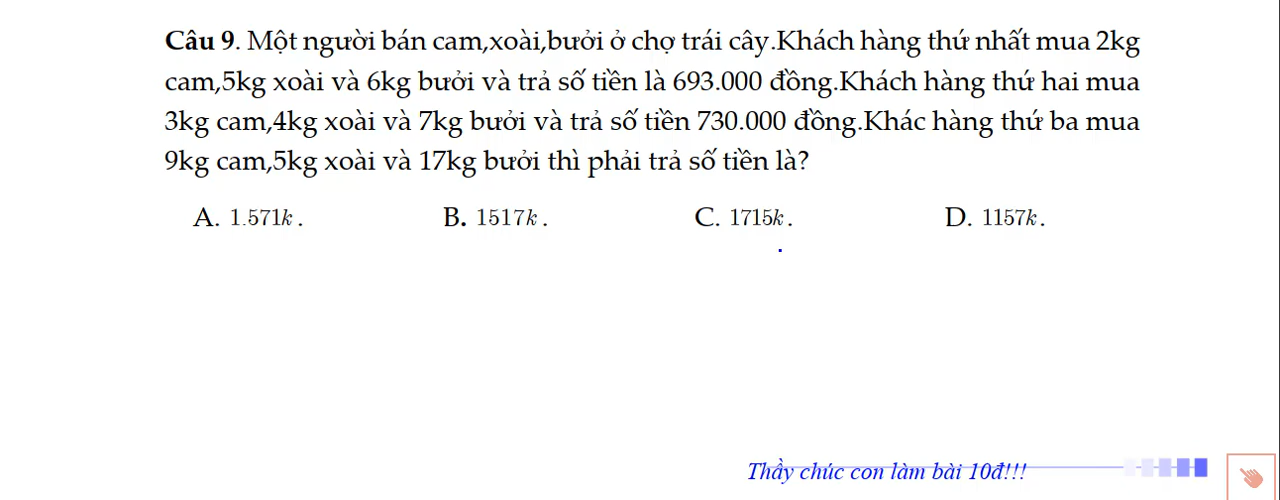 Câu 9. Một người bán cam,xoài,bưởi ở chợ trái cây.Khách hàng thứ nhất mua 2kg
cam,5kg xoài và 6kg bưởi và trả số tiền là 693.000 đồng.Khách hàng thứ hai mua
3kg cam,4kg xoài và 7kg bưởi và trả số tiền 730.000 đồng.Khác hàng thứ ba mua
9kg cam,5kg xoài và 17kg bưởi thì phải trả số tiền là?
A. 1.571k. B. 1517k. C. 1715k. D. 1157k.
Thầy chúc con làm bài 10đ!!!